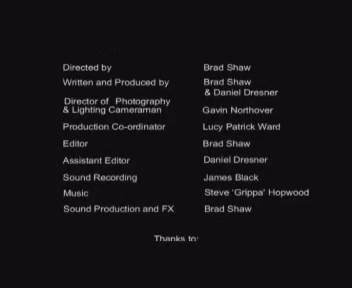 Directed by Brad Shaw
Written and Produced by Brad Shaw
& Daniel Dresner
Director of Photography
& Lighting Cameraman Gavin Northover
Production Co-ordinator Lucy Patrick Ward
Editor Brad Shaw
Assistant Editor Daniel Dresner
Sound Recording James Black
Music Steve 'Grippa' Hopwood
Sound Production and FX Brad Shaw
Thanks to: